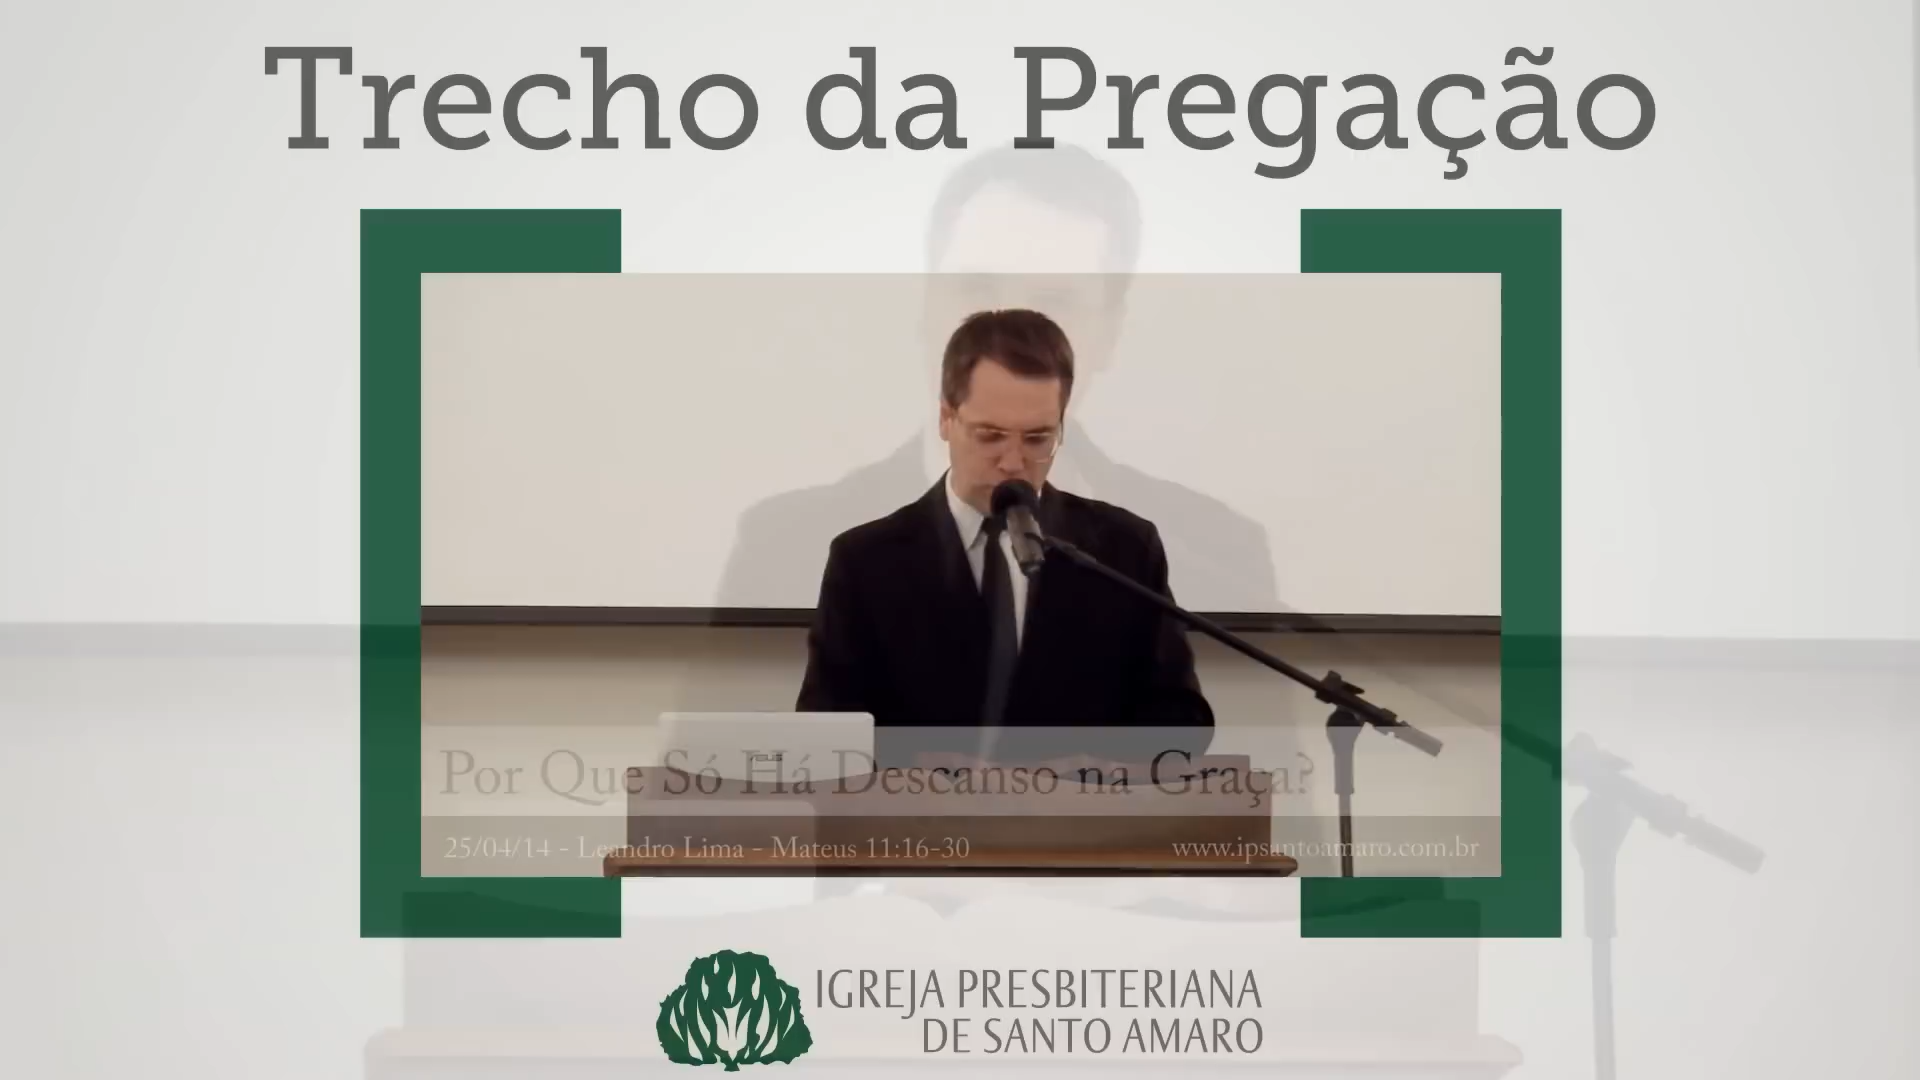 Trecho da Pregação
Por Que Só Há Descanso na Graça?
25/04/14 - Leandro Lima - Mateus 11:16-30
www.ipsantoamaro.com.br
IGREJA PRESBITERIANA
DE SANTO AMARO